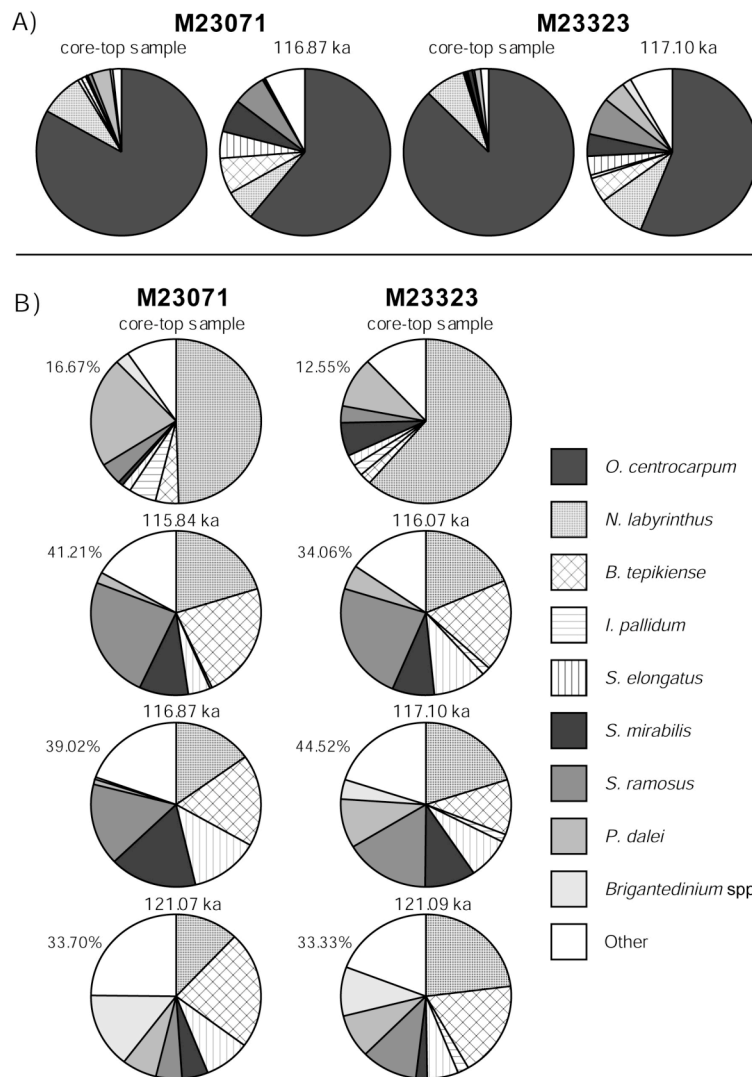 A)
M23071
M23323
core-top sample
116.87 ka
core-top sample
117.10 ka
B)
M23071
M23323
core-top sample
core-top sample
16.67%
12.55%
115.84 ka
116.07 ka
41.21%
34.06%
116.87 ka
117.10 ka
39.02%
44.52%
121.07 ka
121.09 ka
33.70%
33.33%
O. centrocarpum
N. labyrinthus
B. tepikiense
I. pallidum
S. elongatus
S. mirabilis
S. ramosus
P. dalei
Brigantedinium spp
Other